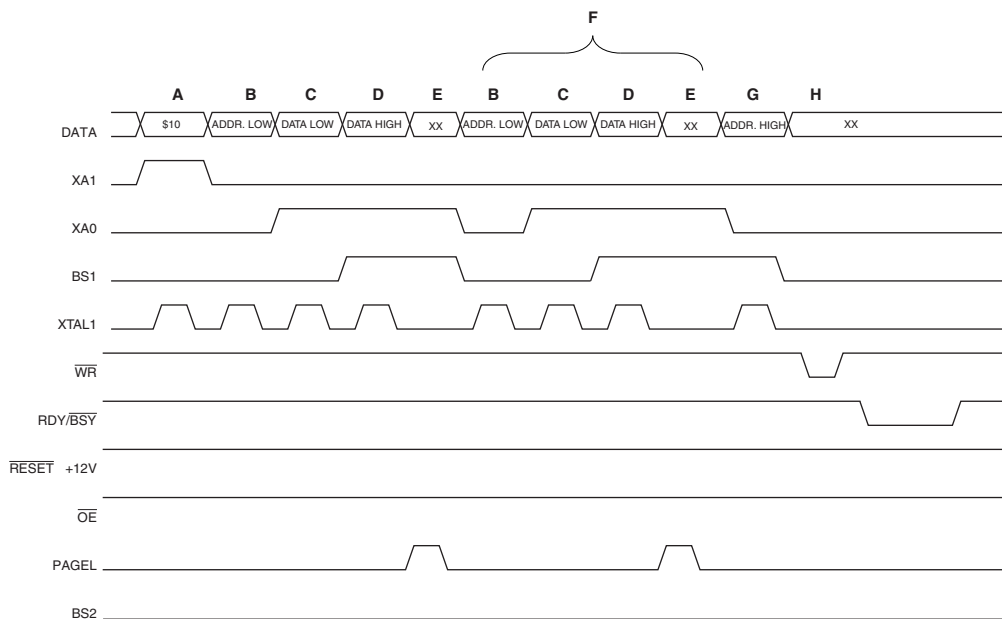 F
A B C D E B C D E G H
DATA $10 ADDR. LOW DATA LOW DATA HIGH XX ADDR. LOW DATA LOW DATA HIGH XX ADDR. HIGH XX
XA1
XA0
BS1
XTAL1
WR
RDY/BSY
RESET +12V
OE
PAGEL
BS2